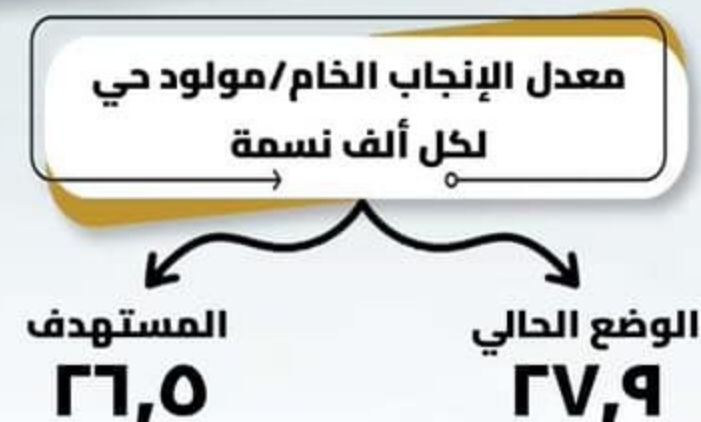 معدل الإنجاب الخام/مولود حي
لكل ألف نسمة
الوضع الحالي
٢٧,٩
المستهدف
٢٦,٥